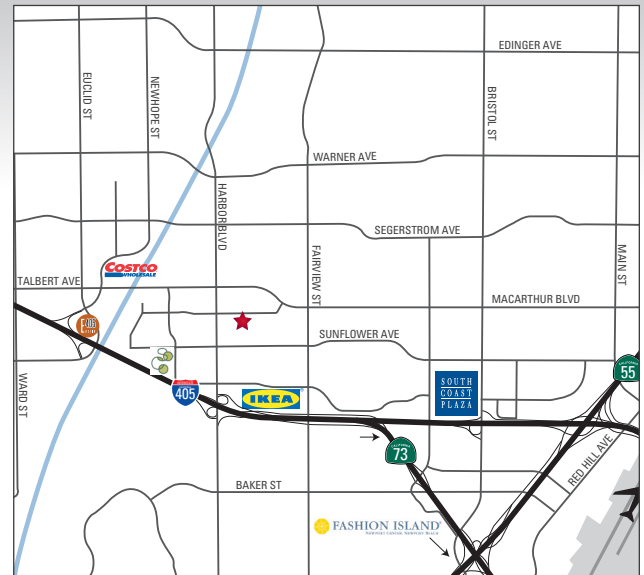 EDINGER AVE
EUCLID ST
NEWHOPE ST
BRISTOL ST
WARNER AVE
HARBOR BLVD
SEGERSTROM AVE
FAIRVIEW ST
MAIN ST
COSTCO
WHOLESALE
TALBERT AVE
MACARTHUR BLVD
SUNFLOWER AVE
WARD ST
405
IKEA
SOUTH
COAST
PLAZA
CALIFORNIA
55
CALIFORNIA
73
RED HILL AVE
BAKER ST
FASHION ISLAND